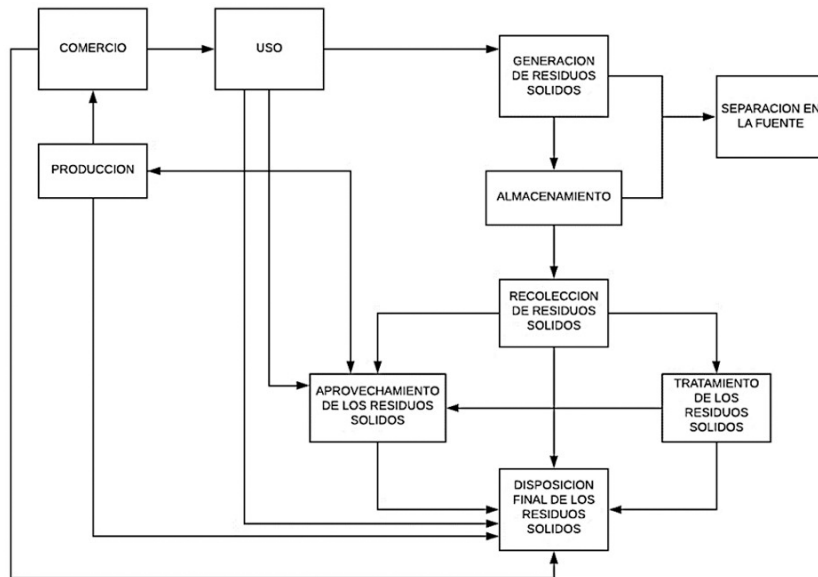 COMERCIO
USO
GENERACION
DE RESIDUOS
SOLIDOS
SEPARACION EN
LA FUENTE
PRODUCCION
ALMACENAMIENTO
RECOLECCION
DE RESIDUOS
SOLIDOS
APROVECHAMIENTO
DE LOS RESIDUOS
SOLIDOS
TRATAMIENTO
DE LOS
RESIDUOS
SOLIDOS
DISPOSICION
FINAL DE LOS
RESIDUOS
SOLIDOS